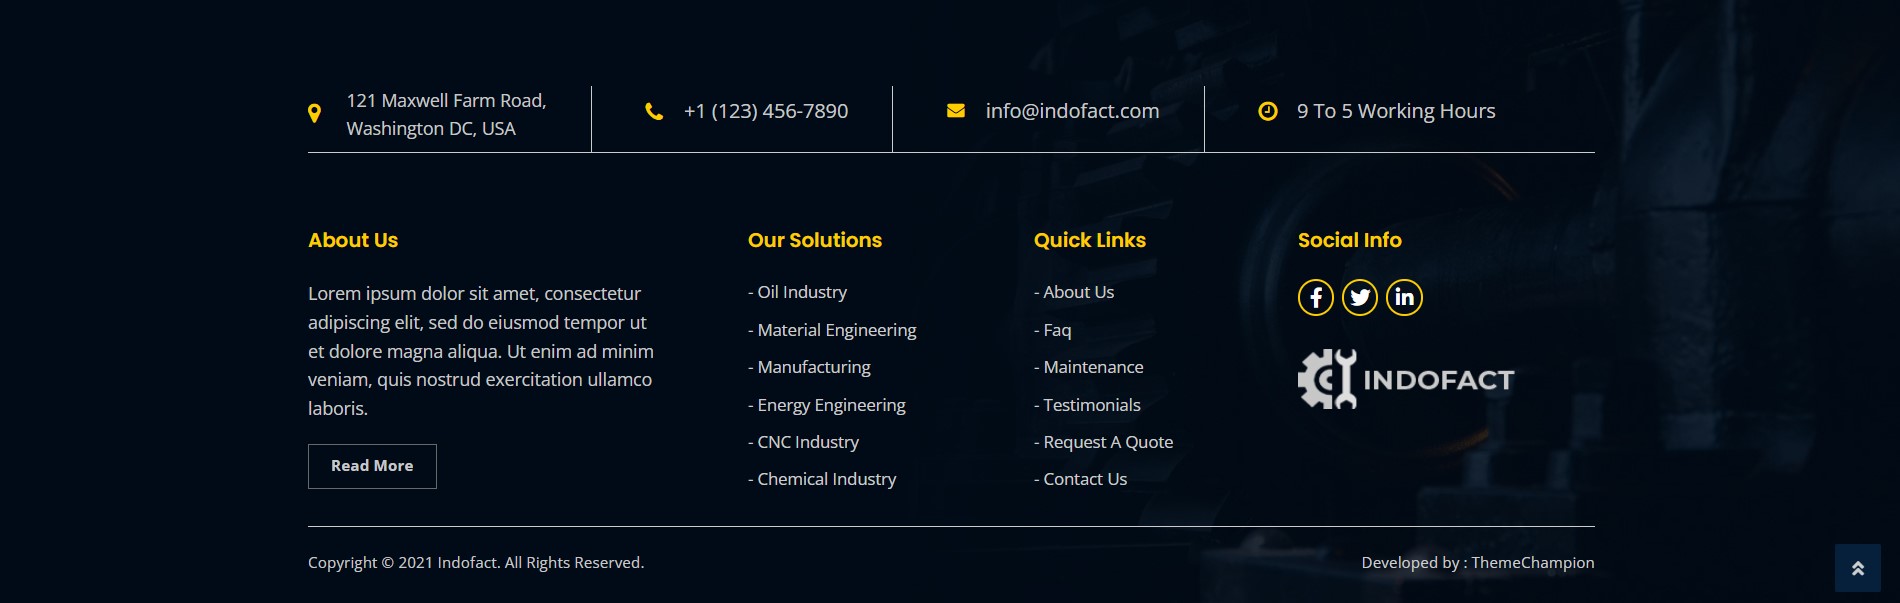 121 Maxwell Farm Road,
Washington DC, USA
+1 (123) 456-7890
info@indofact.com
9 To 5 Working Hours
About Us
Lorem ipsum dolor sit amet, consectetur
adipiscing elit, sed do eiusmod tempor ut
et dolore magna aliqua. Ut enim ad minim
veniam, quis nostrud exercitation ullamco
laboris.
Read More
Our Solutions
- Oil Industry
- Material Engineering
- Manufacturing
- Energy Engineering
- CNC Industry
- Chemical Industry
Quick Links
- About Us
- Faq
- Maintenance
- Testimonials
- Request A Quote
- Contact Us
Social Info
INDOFACT
Copyright © 2021 Indofact. All Rights Reserved.
Developed by : ThemeChampion